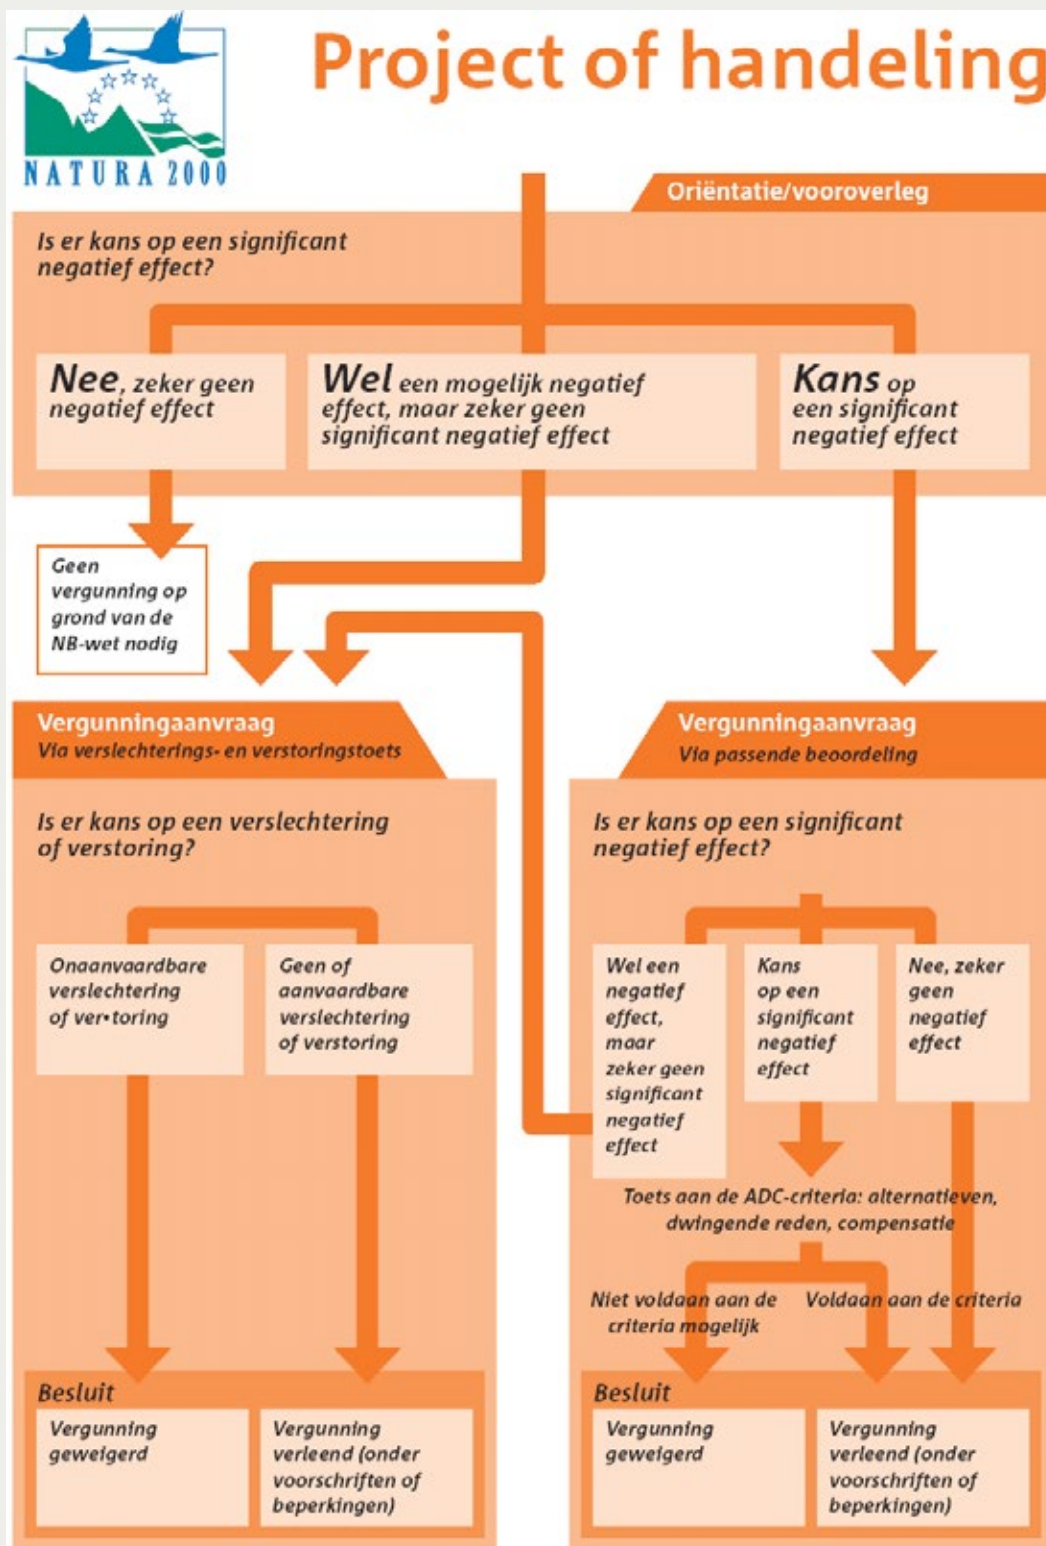 Project of handeling
NATURA 2000
Oriëntatie/vooroverleg
Is er kans op een significant
negatief effect?
Nee, zeker geen
negatief effect
Wel een mogelijk negatief
effect, maar zeker geen
significant negatief effect
Kans op
een significant
negatief effect
Geen
vergunning op
grond van de
NB-wet nodig
Vergunningaanvraag
Via verslechterings- en verstoringstoets
Is er kans op een verslechtering
of verstoring?
Onaanvaardbare
verslechtering
of ver•toring
Geen of
aanvaardbare
verslechtering
of verstoring
Besluit
Vergunning
geweigerd
Vergunning
verleend (onder
voorschriften of
beperkingen)
Vergunningaanvraag
Via passende beoordeling
Is er kans op een significant
negatief effect?
Wel een
negatief
effect,
maar
zeker geen
significant
negatief
effect
Kans
op een
significant
negatief
effect
Nee, zeker
geen
negatief
effect
Toets aan de ADC-criteria: alternatieven,
dwingende reden, compensatie
Niet voldaan aan de
criteria mogelijk
Voldaan aan de criteria
Besluit
Vergunning
geweigerd
Vergunning
verleend (onder
voorschriften of
beperkingen)